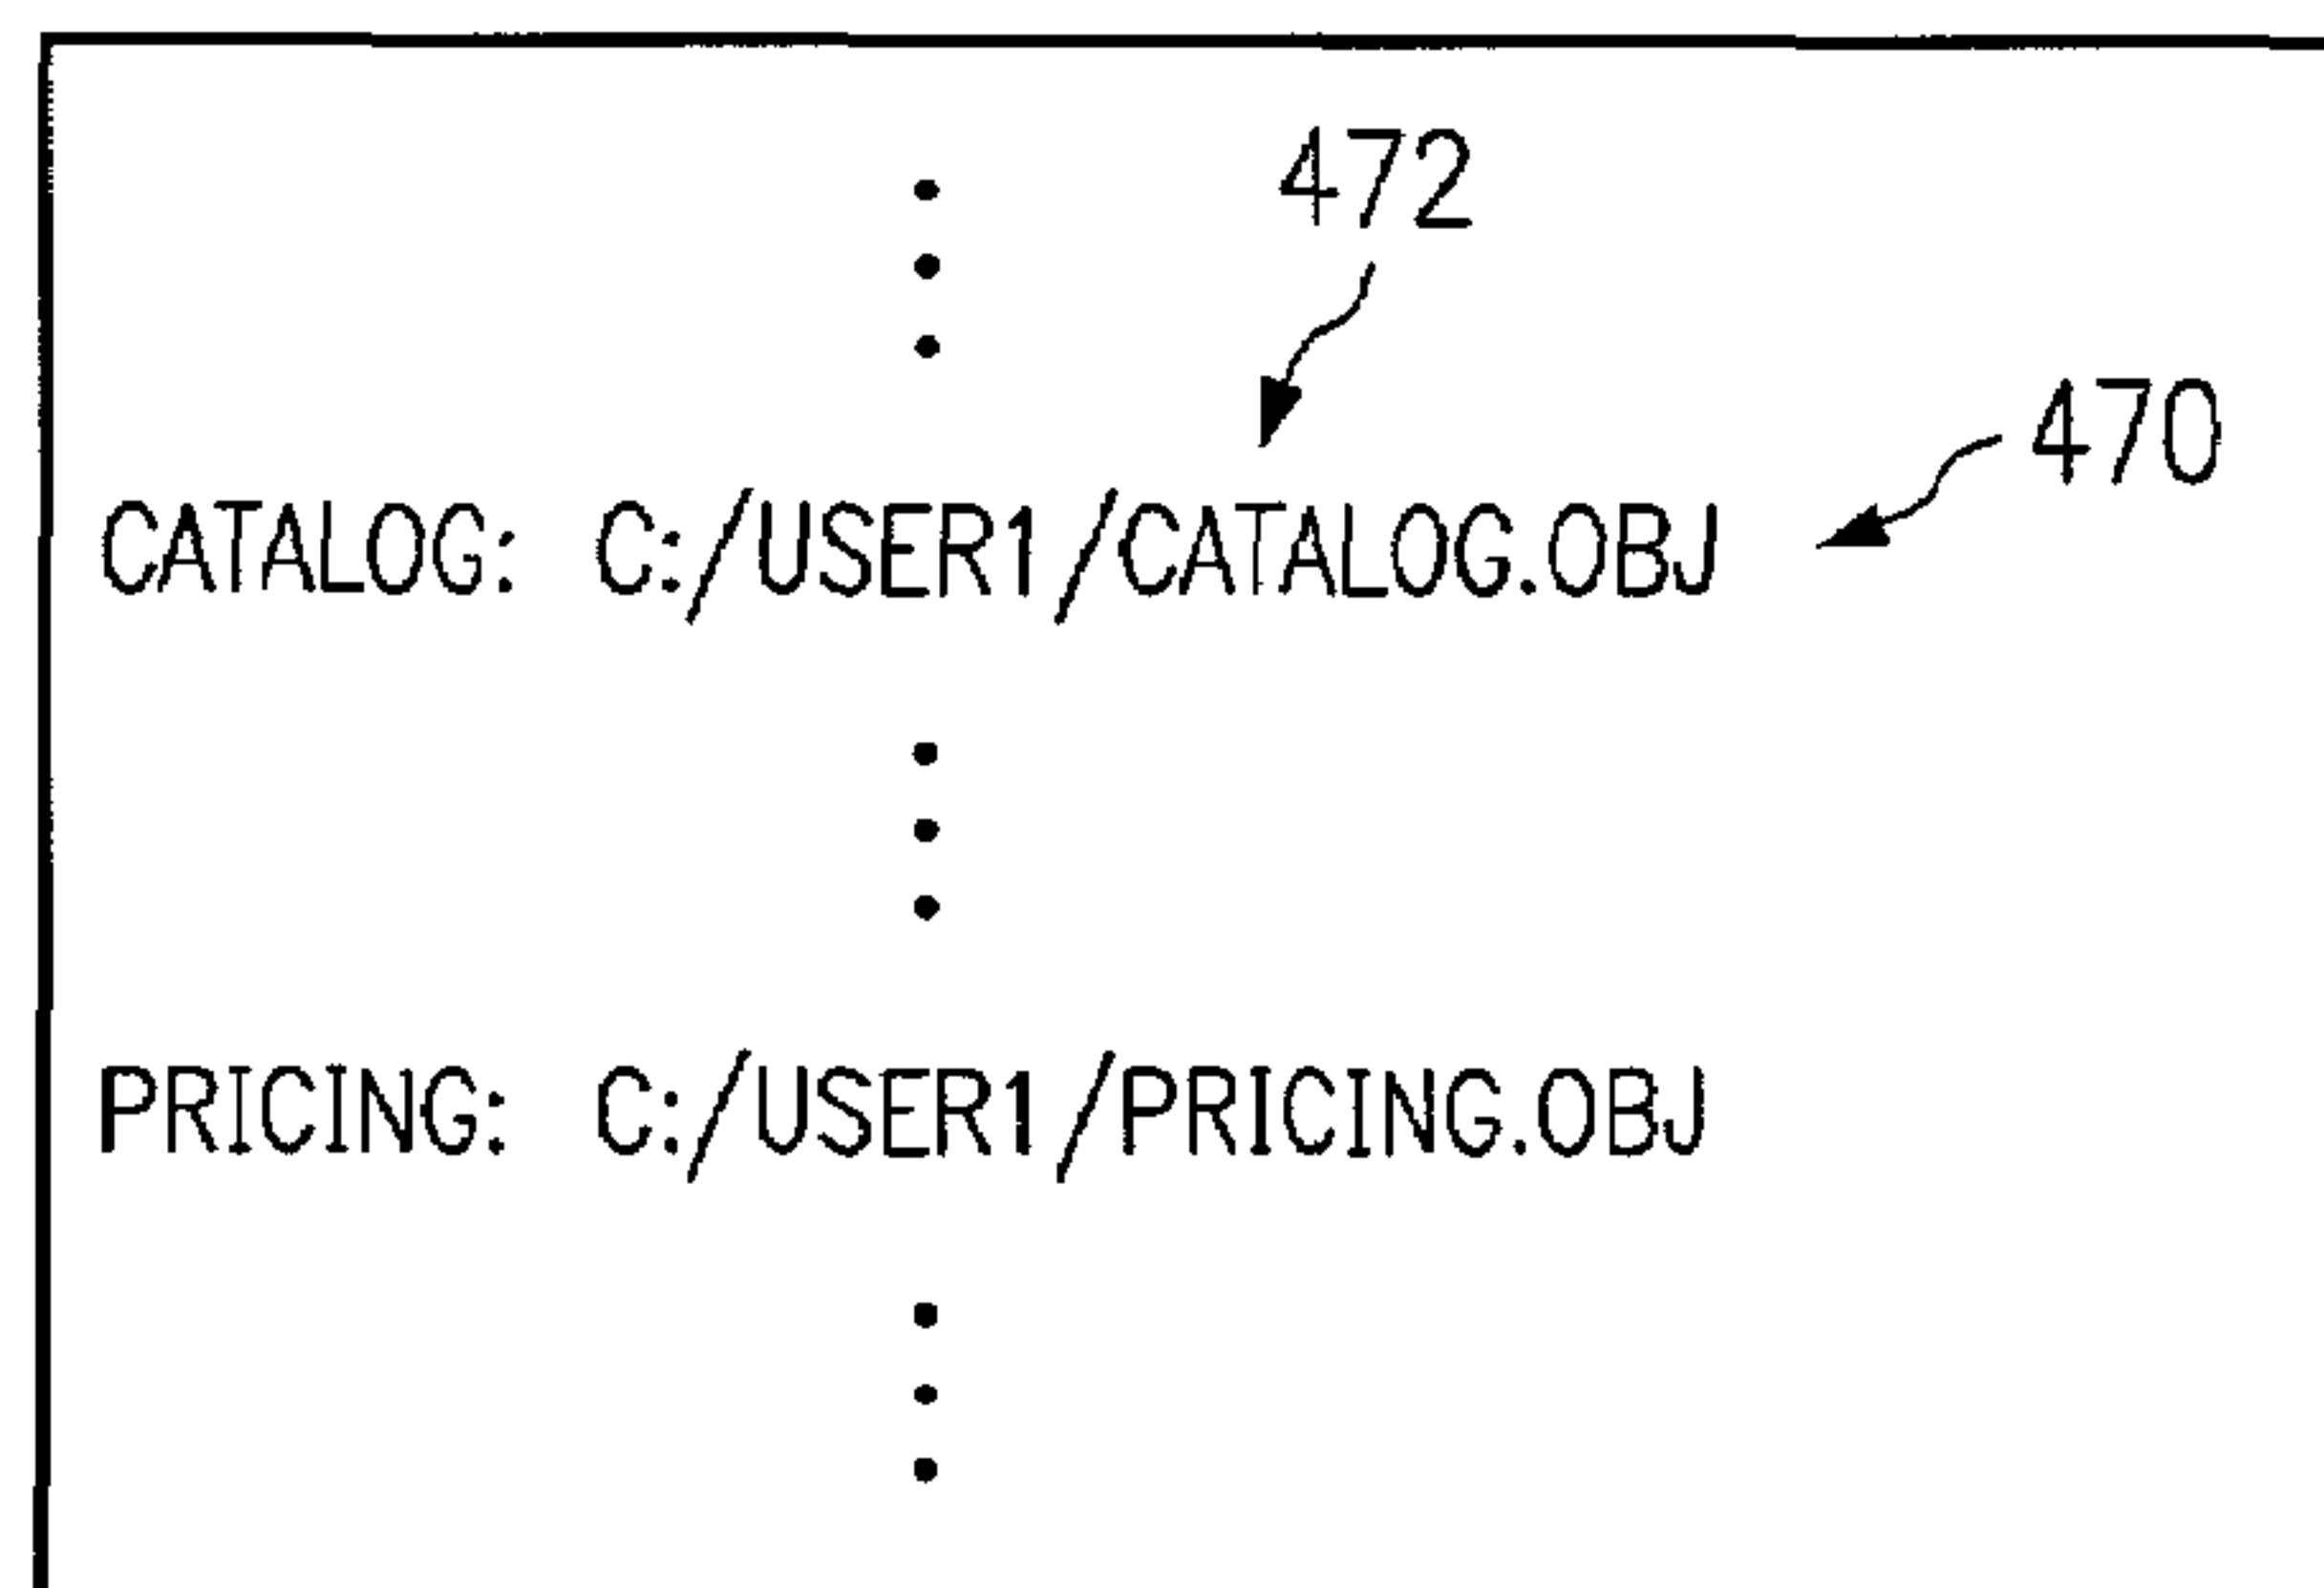 472
470
CATALOG: C:/USER1/CATALOG.OBJ
PRICING: C:/USER1/PRICING.OBJ